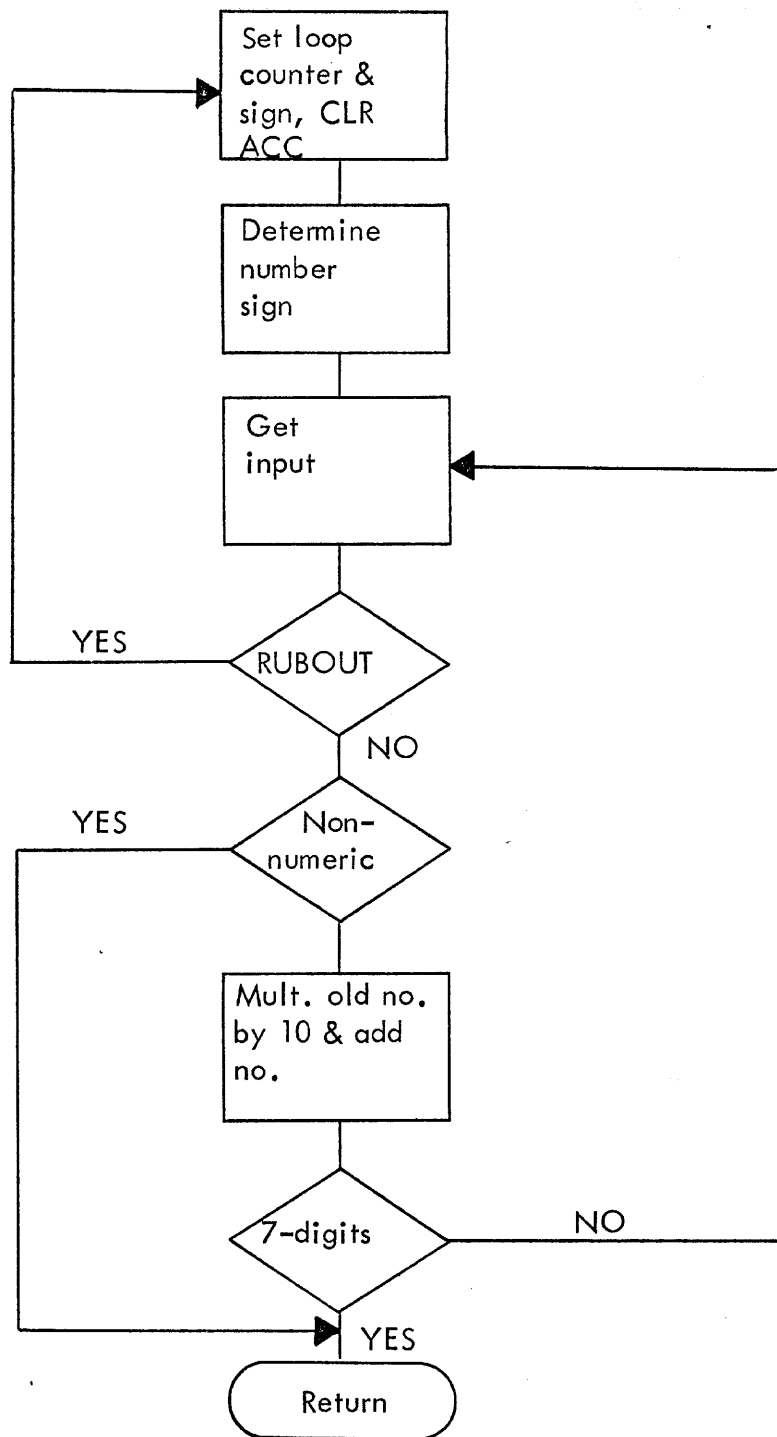 Set loop
counter &
sign, CLR
ACC
Determine
number
sign
Get
input
YES
RUBOUT
NO
YES
Non-
numeric
Mult. old no.
by 10 & add
no.
7-digits
NO
YES
Return